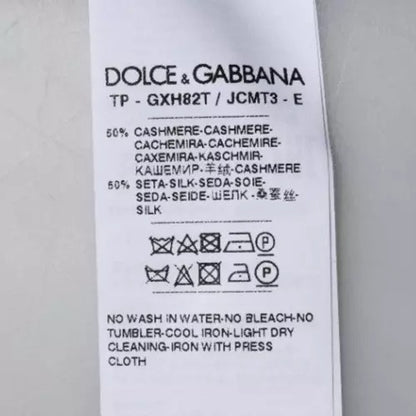 DOLCE & GABBANA
TP - GXH82T / JCMT3 - E
50% CASHMERE-CASHMERE-
CACHEMIRA-CACHEMIRE-
CAXEMIRA-KASCHMIR-
КАШЕМИР-羊绒-CASHMERE
50% SETA-SILK-SEDA-SOIE-
SEDA-SEIDE-ШЕЛК-桑蚕丝-
SILK
P
P
NO WASH IN WATER-NO BLEACH-NO
TUMBLER-COOL IRON-LIGHT DRY
CLEANING-IRON WITH PRESS
CLOTH